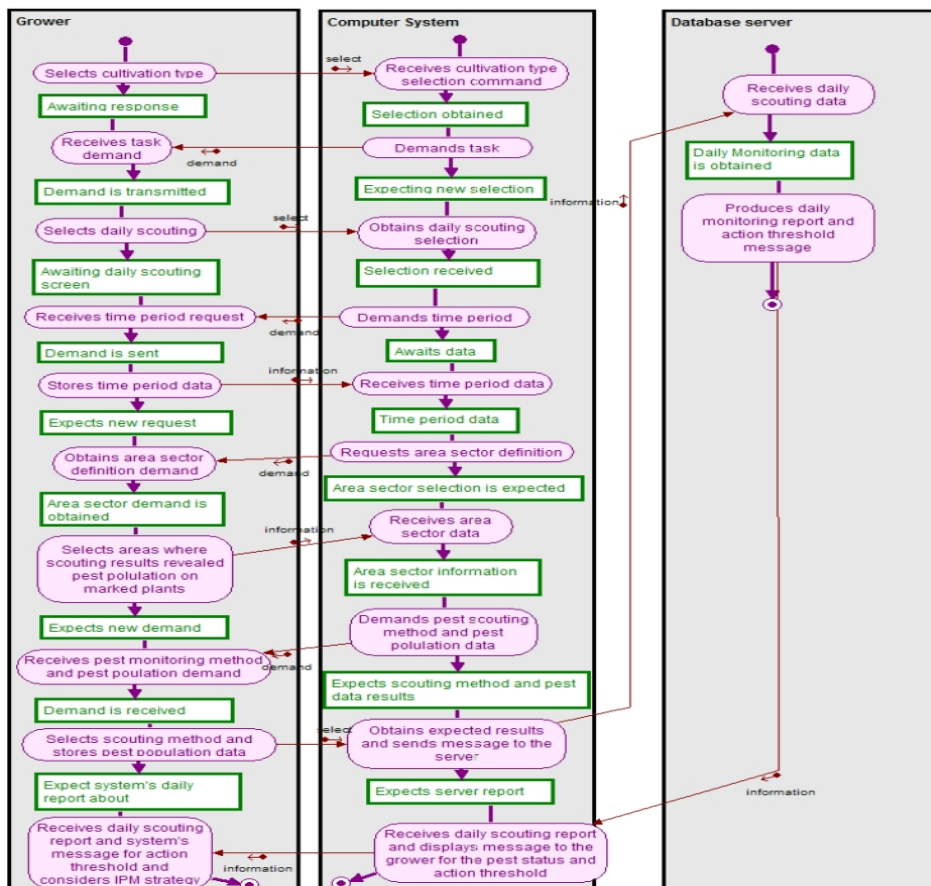 Grower
Selects cultivation type
Awaiting response
Receives task
demand
Demand is transmitted
Selects daily scouting
Awaiting daily scouting
screen
Receives time period request
Demand is sent
Stores time period data
Expects new request
Obtains area sector
definition demand
Area sector demand is
obtained
Selects areas where
scouting results revealed
pest polulation on
marked plants
Expects new demand
Receives pest monitoring method
and pest poulation demand
Demand is received
Selects scouting method and
stores pest population data
Expect system's daily
report about
Receives daily scouting
report and system's
message for action
threshold and
considers IPM strategy
select
demand
select
demand
information
demand
information
demand
select
information
Computer System
Receives cultivation type
selection command
Selection obtained
Demands task
Expecting new selection
Obtains daily scouting
selection
Selection received
Demands time period
Awaits data
Receives time period data
Time period data
Requests area sector definition
Area sector selection is expected
Receives area
sector data
Area sector information
is received
Demands pest scouting
method and pest
polulation data
Expects scouting method and pest
data results
Obtains expected results
and sends message to the
server
Expects server report
Receives daily scouting report
and displays message to the
grower for the pest status and
action threshold
information
Database server
Receives daily
scouting data
Daily Monitoring data
is obtained
Produces daily
monitoring report and
action threshold
message
information